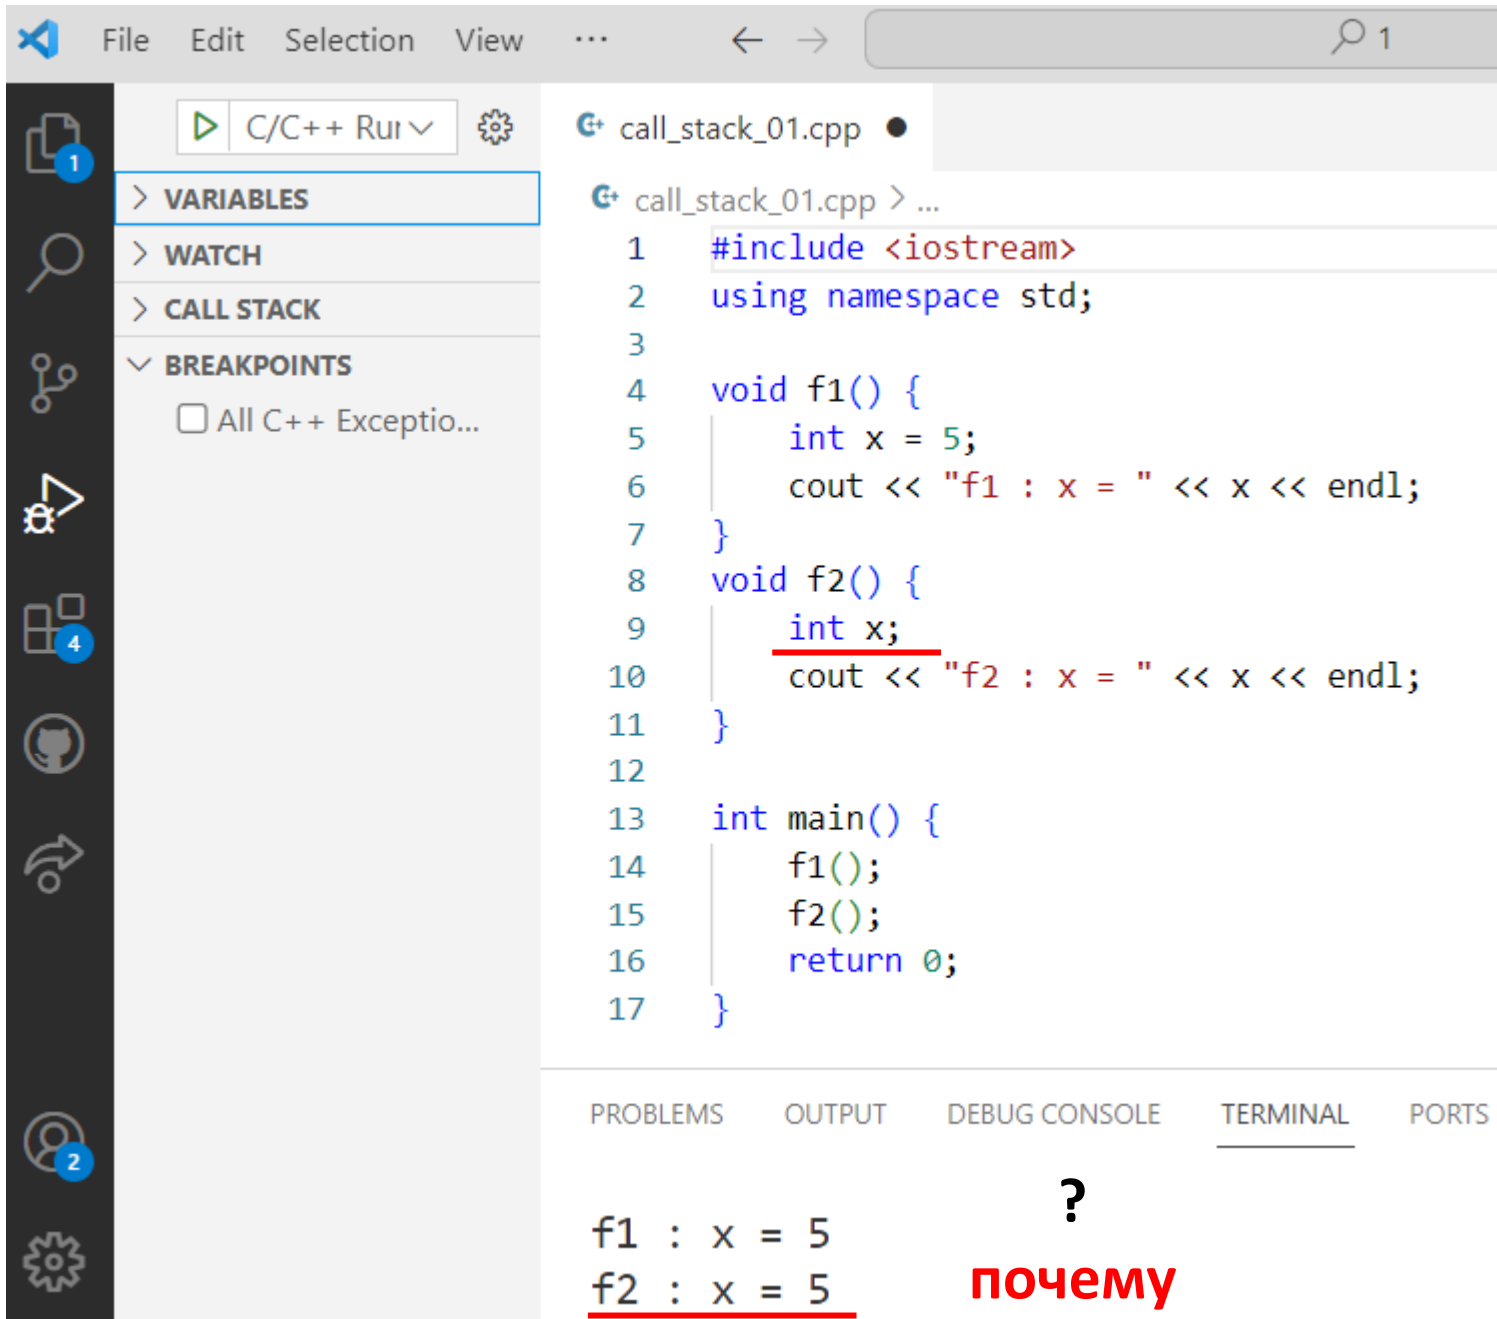 File Edit Selection View ··· ← → 1
C/C++ Rur
call_stack_01.cpp ●
VARIABLES
WATCH
CALL STACK
BREAKPOINTS
All C++ Exceptio...
call_stack_01.cpp > ...
1 #include <iostream>
2 using namespace std;
3
4 void f1() {
5 int x = 5;
6 cout << "f1 : x = " << x << endl;
7 }
8 void f2() {
9 int x;
10 cout << "f2 : x = " << x << endl;
11 }
12
13 int main() {
14 f1();
15 f2();
16 return 0;
17 }
1
4
2
PROBLEMS OUTPUT DEBUG CONSOLE TERMINAL PORTS
?
f1 : x = 5
f2 : x = 5
почему